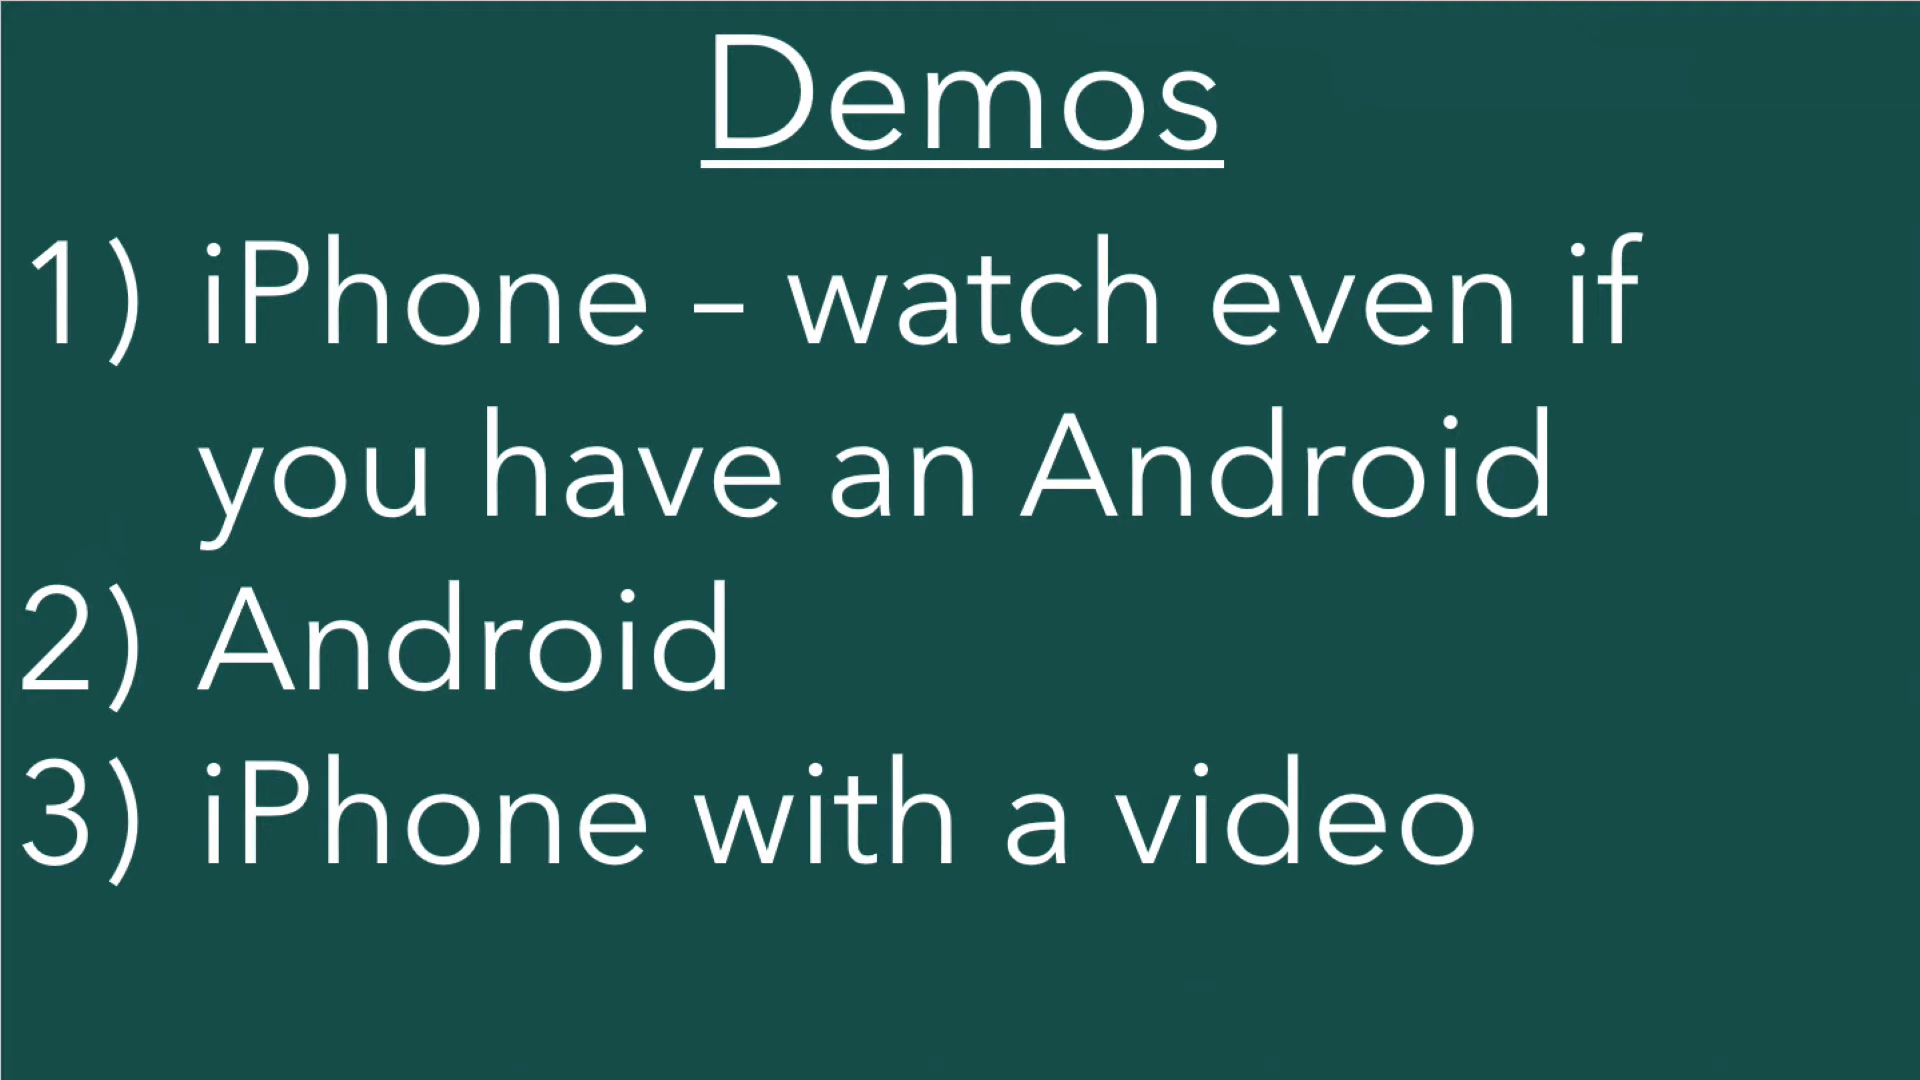 Demos
1) iPhone – watch even if
you have an Android
2) Android
3) iPhone with a video